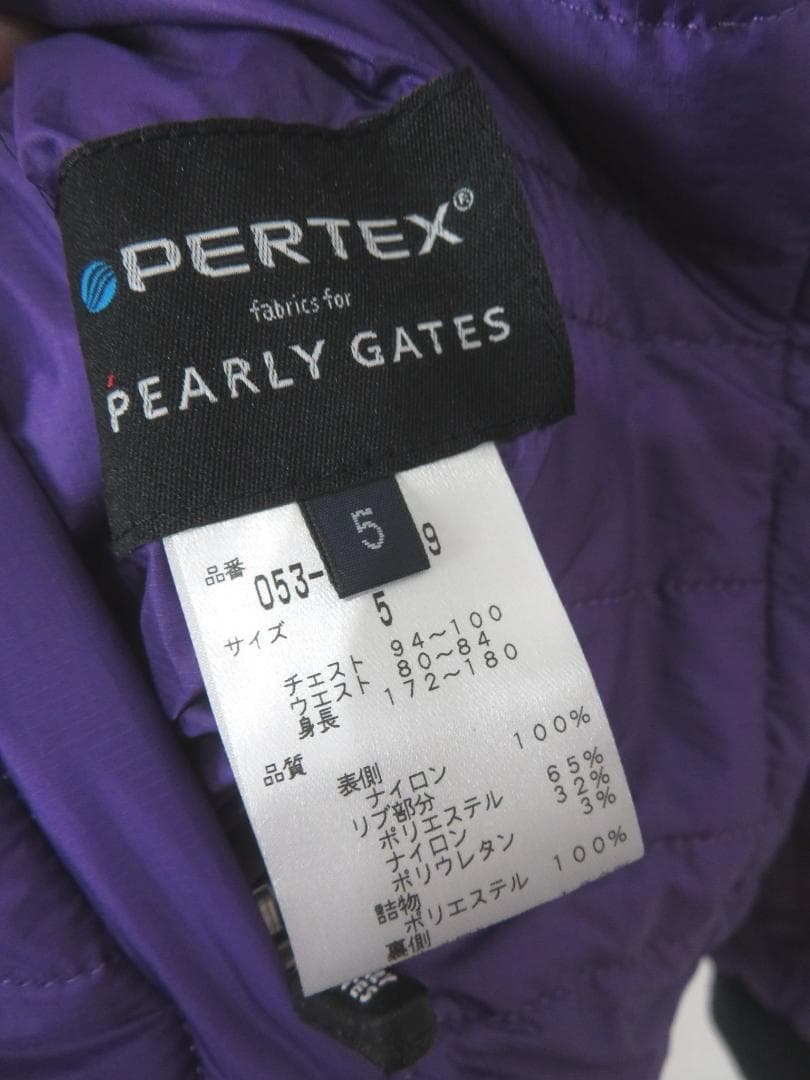 PERTEX®
fabrics for
PEARLY GATES
5
品番 053- 9
サイズ 5
チェスト 94～100
ウエスト 80～84
身長 172～180
品質 表側
ナイロン 100%
リブ部分
ポリエステル 65%
ナイロン 32%
ポリウレタン 3%
詰物
ポリエステル 100%
裏側